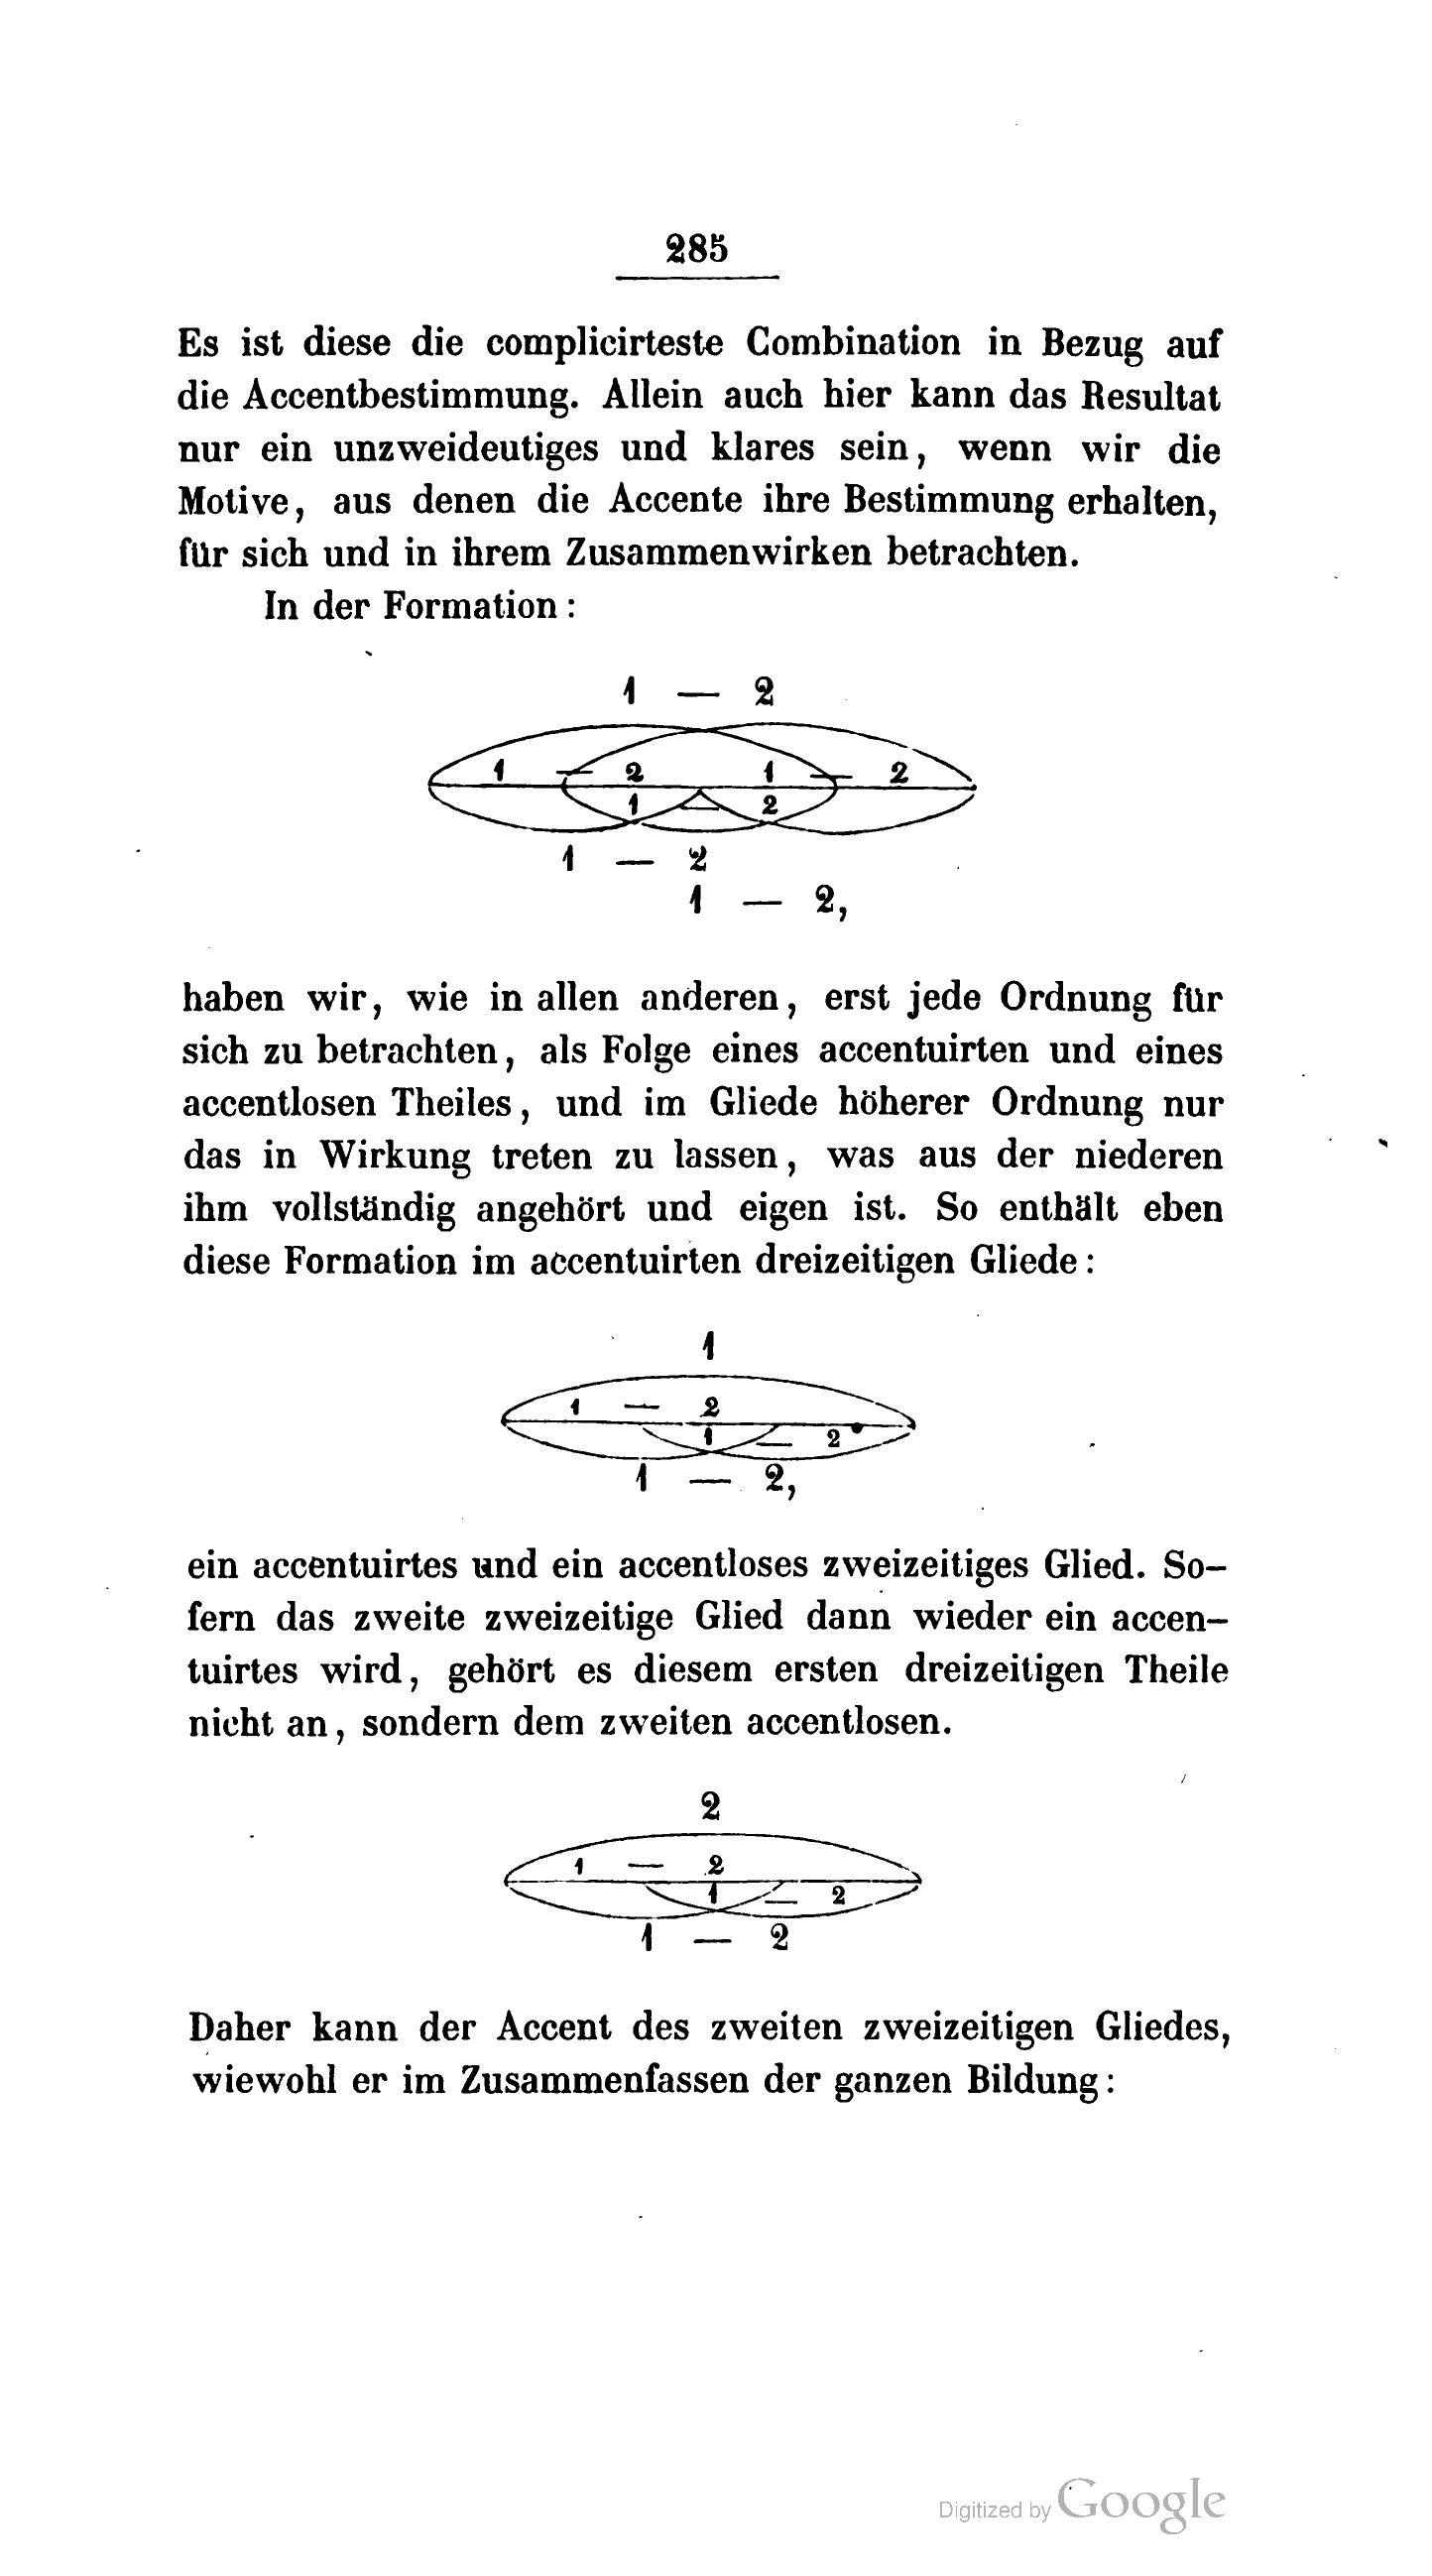 285
Es ist diese die complicirteste Combination in Bezug auf
die Accentbestimmung. Allein auch hier kann das Resultat
nur ein unzweideutiges und klares sein, wenn wir die
Motive, aus denen die Accente ihre Bestimmung erhalten,
für sich und in ihrem Zusammenwirken betrachten.
In der Formation:
1 — 2
1 — 2 1 — 2
1 — 2
1 — 2
1 — 2,
haben wir, wie in allen anderen, erst jede Ordnung für
sich zu betrachten, als Folge eines accentuirten und eines
accentlosen Theiles, und im Gliede höherer Ordnung nur
das in Wirkung treten zu lassen, was aus der niederen
ihm vollständig angehört und eigen ist. So enthält eben
diese Formation im accentuirten dreizeitigen Gliede:
1
1 — 2
1 — 2
1 — 2,
ein accentuirtes und ein accentloses zweizeitiges Glied. So-
fern das zweite zweizeitige Glied dann wieder ein accen-
tuirtes wird, gehört es diesem ersten dreizeitigen Theile
nicht an, sondern dem zweiten accentlosen.
2
1 — 2
1 — 2
1 — 2
Daher kann der Accent des zweiten zweizeitigen Gliedes,
wiewohl er im Zusammenfassen der ganzen Bildung:
Digitized by Google